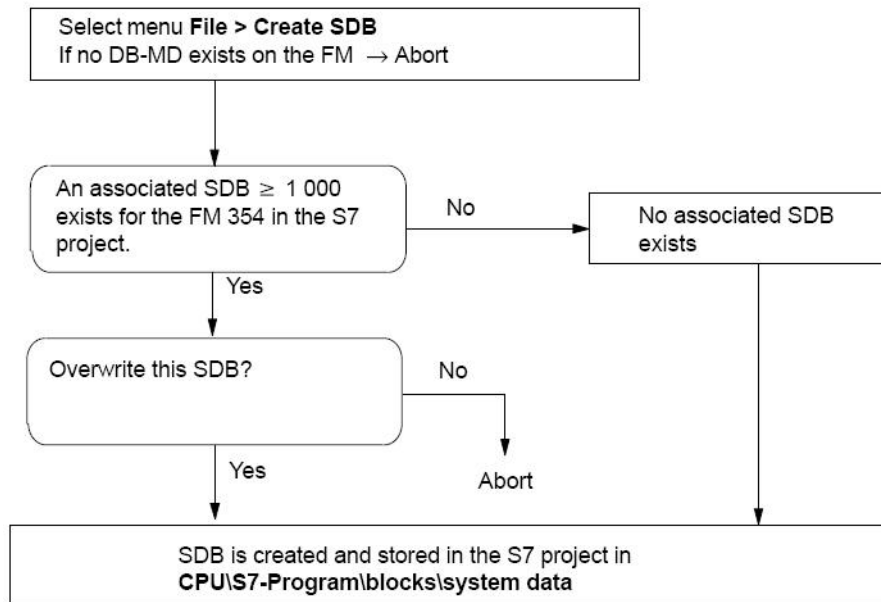 Select menu File > Create SDB
If no DB-MD exists on the FM → Abort
An associated SDB ≥ 1 000
exists for the FM 354 in the S7
project.
No
No associated SDB
exists
Yes
Overwrite this SDB?
No
Yes
Abort
SDB is created and stored in the S7 project in
CPU\S7-Program\blocks\system data